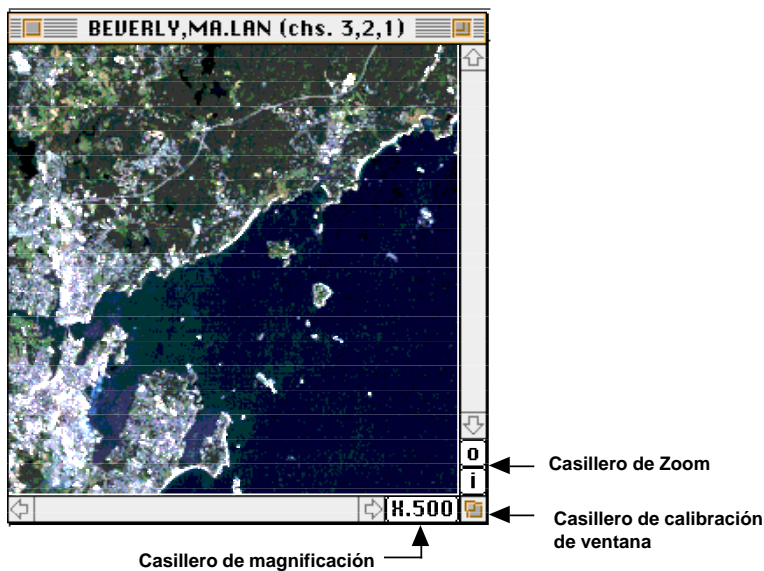 BEVERLY,MA.LAN (chs. 3,2,1)
o
Casillero de Zoom
i
X.500
Casillero de calibración
de ventana
Casillero de magnificación